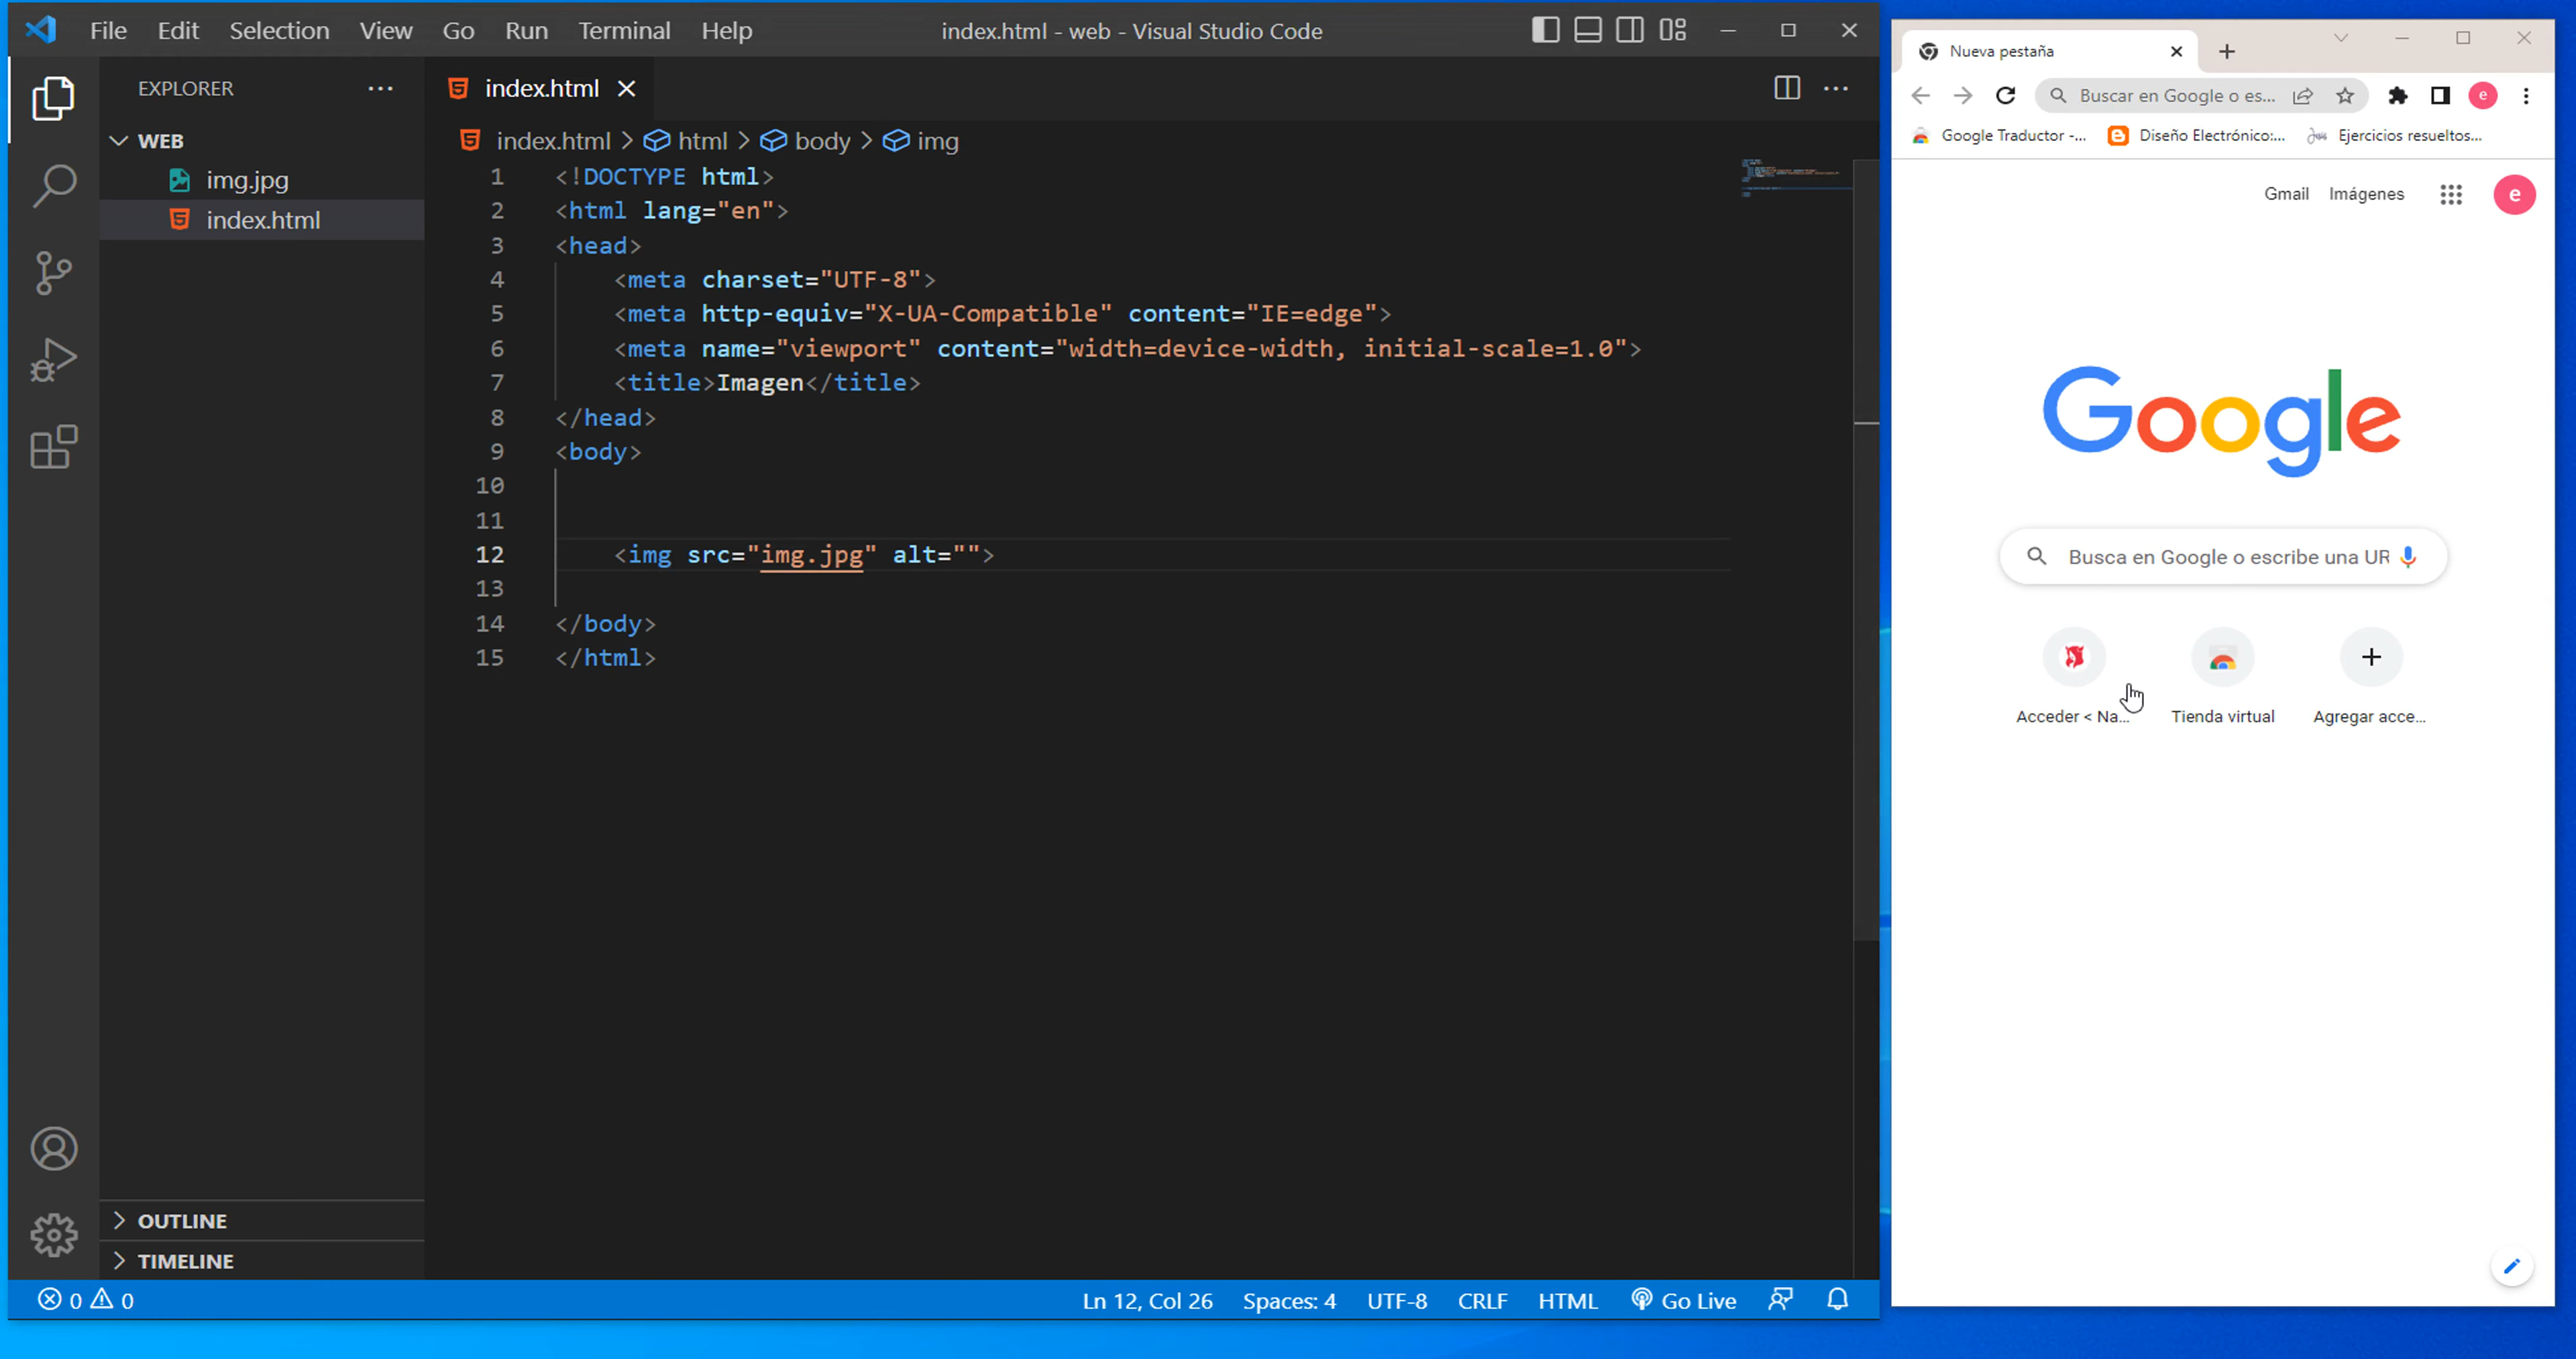 File Edit Selection View Go Run Terminal Help index.html - web - Visual Studio Code
EXPLORER
WEB
img.jpg
index.html
OUTLINE
TIMELINE
index.html
index.html > html > body > img
1 <!DOCTYPE html>
2 <html lang="en">
3 <head>
4 <meta charset="UTF-8">
5 <meta http-equiv="X-UA-Compatible" content="IE=edge">
6 <meta name="viewport" content="width=device-width, initial-scale=1.0">
7 <title>Imagen</title>
8 </head>
9 <body>
10
11
12 <img src="img.jpg" alt="">
13
14 </body>
15 </html>
0 0 Ln 12, Col 26 Spaces: 4 UTF-8 CRLF HTML Go Live
Nueva pestaña
Buscar en Google o es... e
Google Traductor -... Diseño Electrónico:... Ejercicios resueltos...
Gmail Imágenes e
Google
Busca en Google o escribe una UR
Acceder < Na... Tienda virtual Agregar acce...